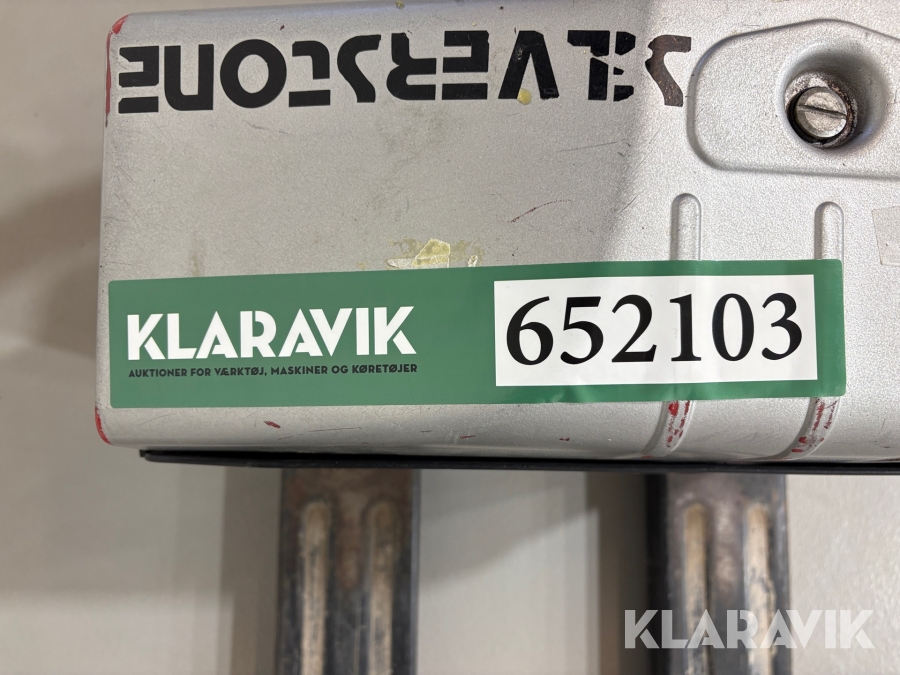 SILVERSTONE
KLARAVIK
AUKTIONER FOR VÆRKTØJ, MASKINER OG KØRETØJER
652103
KLARAVIK